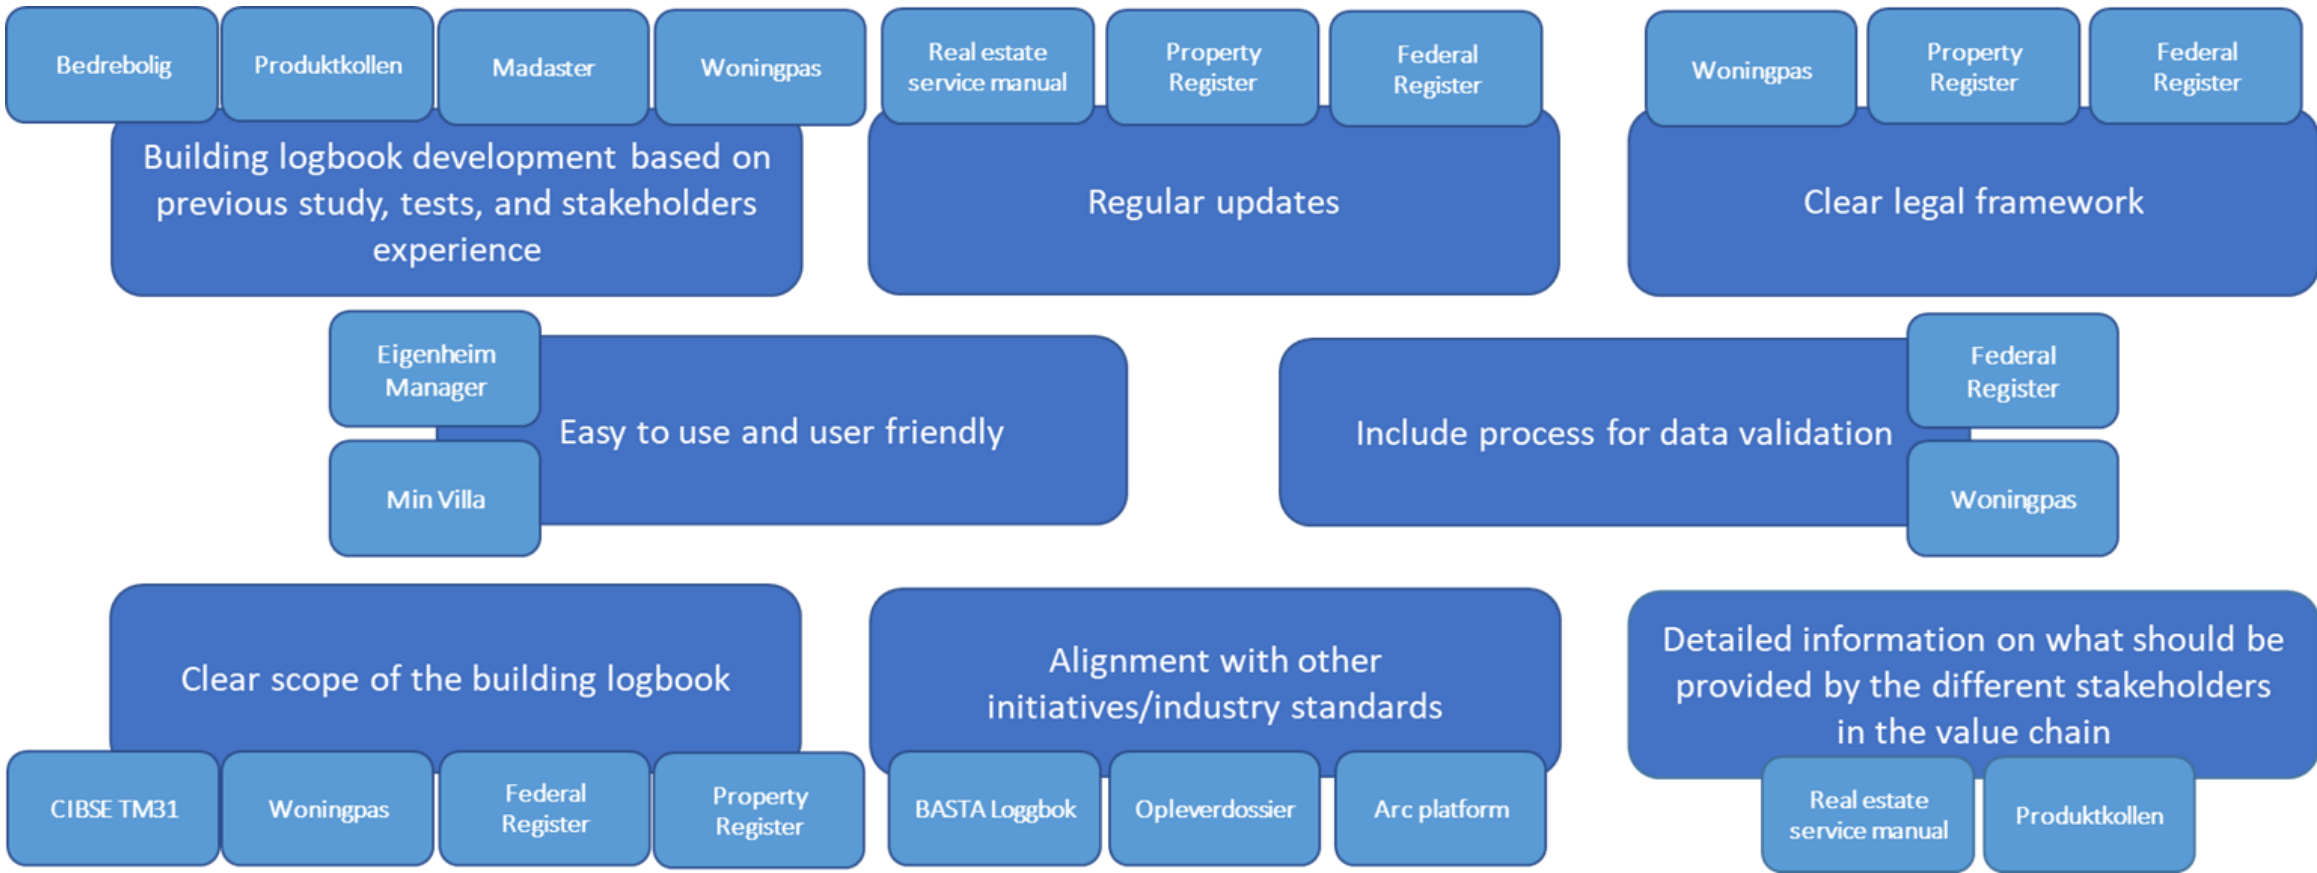 Bedrebolig
Produktkollen
Madaster
Woningpas
Building logbook development based on
previous study, tests, and stakeholders
experience
Real estate
service manual
Property
Register
Federal
Register
Regular updates
Woningpas
Property
Register
Federal
Register
Clear legal framework
Eigenheim
Manager
Min Villa
Easy to use and user friendly
Include process for data validation
Federal
Register
Woningpas
Clear scope of the building logbook
CIBSE TM31
Woningpas
Federal
Register
Property
Register
Alignment with other
initiatives/industry standards
BASTA Loggbok
Opleverdossier
Arc platform
Detailed information on what should be
provided by the different stakeholders
in the value chain
Real estate
service manual
Produktkollen